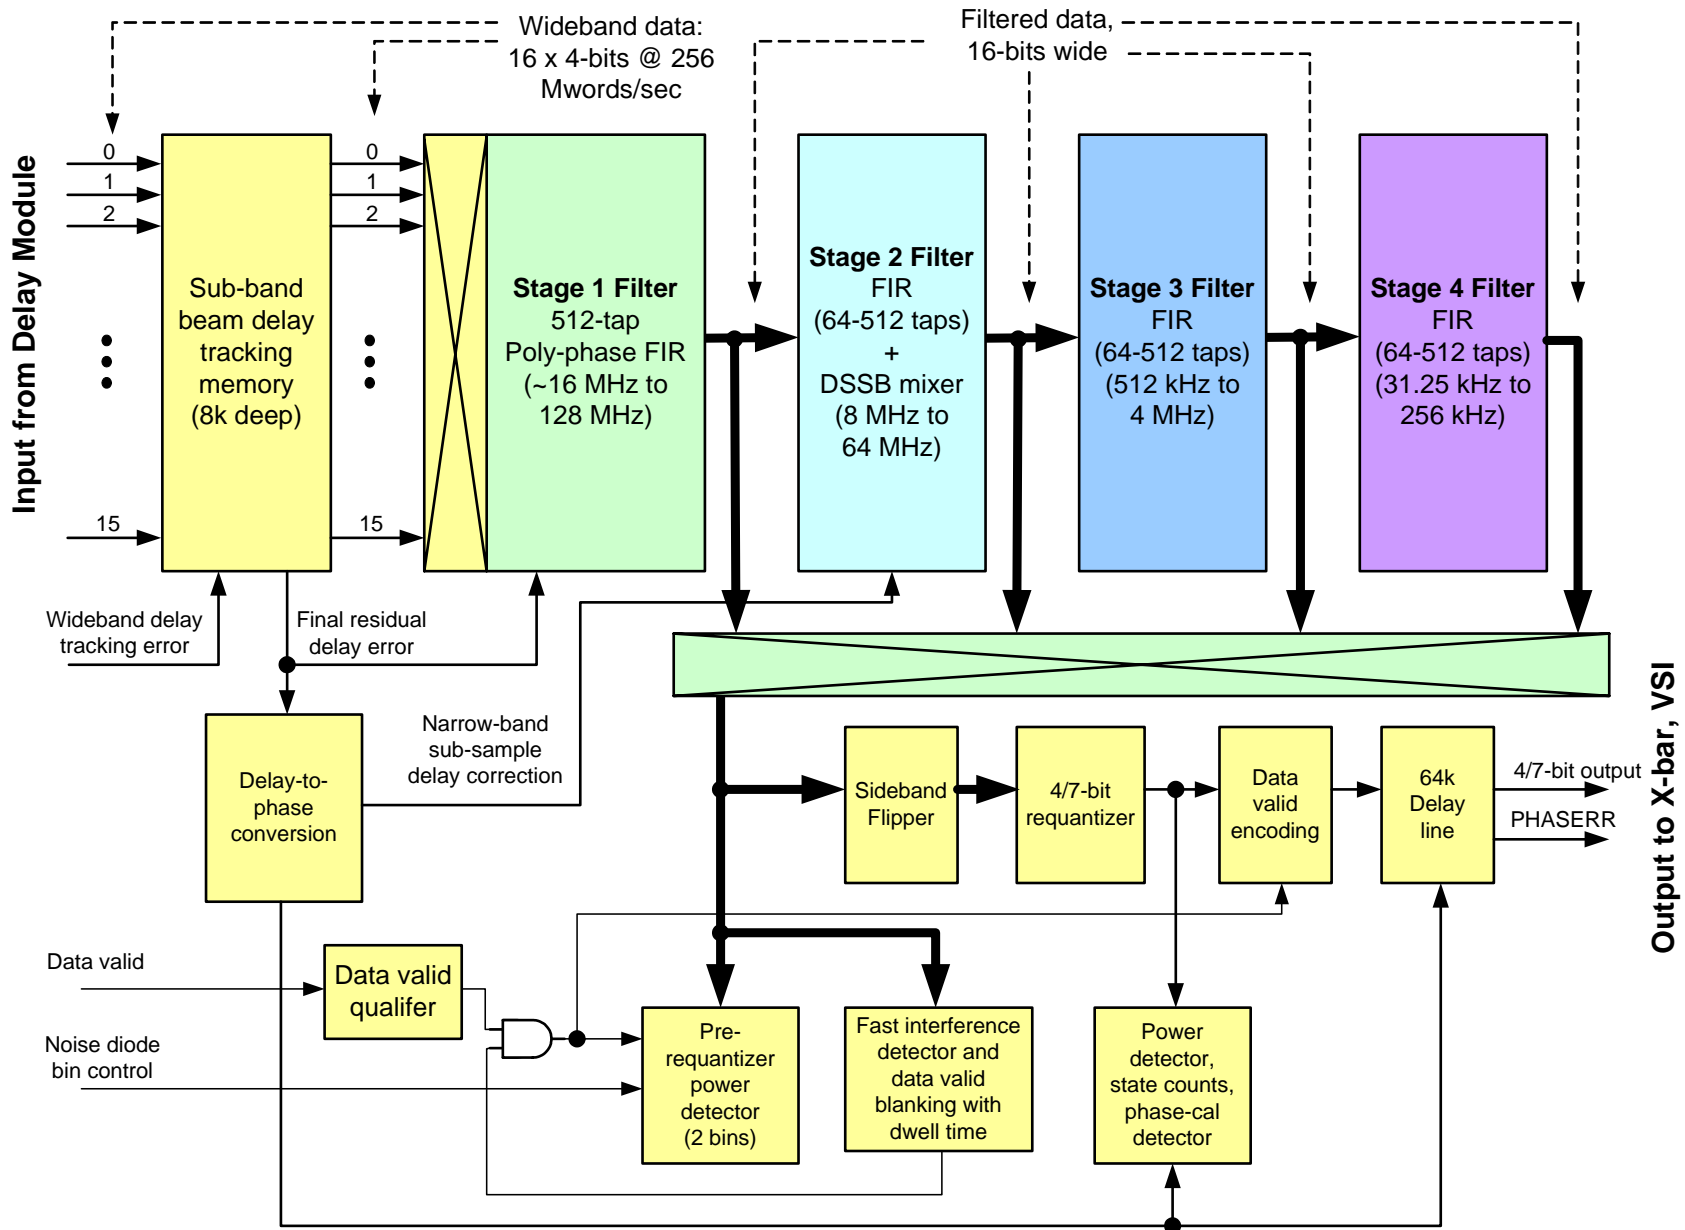 Wideband data:
16 x 4-bits @ 256
Mwords/sec
Filtered data,
16-bits wide
Input from Delay Module
0
1
2
15
Sub-band
beam delay
tracking
memory
(8k deep)
0
1
2
15
Stage 1 Filter
512-tap
Poly-phase FIR
(~16 MHz to
128 MHz)
Stage 2 Filter
FIR
(64-512 taps)
+
DSSB mixer
(8 MHz to
64 MHz)
Stage 3 Filter
FIR
(64-512 taps)
(512 kHz to
4 MHz)
Stage 4 Filter
FIR
(64-512 taps)
(31.25 kHz to
256 kHz)
Wideband delay
tracking error
Final residual
delay error
Delay-to-
phase
conversion
Narrow-band
sub-sample
delay correction
Sideband
Flipper
4/7-bit
requantizer
Data
valid
encoding
64k
Delay
line
4/7-bit output
PHASERR
Output to X-bar, VSI
Data valid
Data valid
qualifer
Noise diode
bin control
Pre-
requantizer
power
detector
(2 bins)
Fast interference
detector and
data valid
blanking with
dwell time
Power
detector,
state counts,
phase-cal
detector